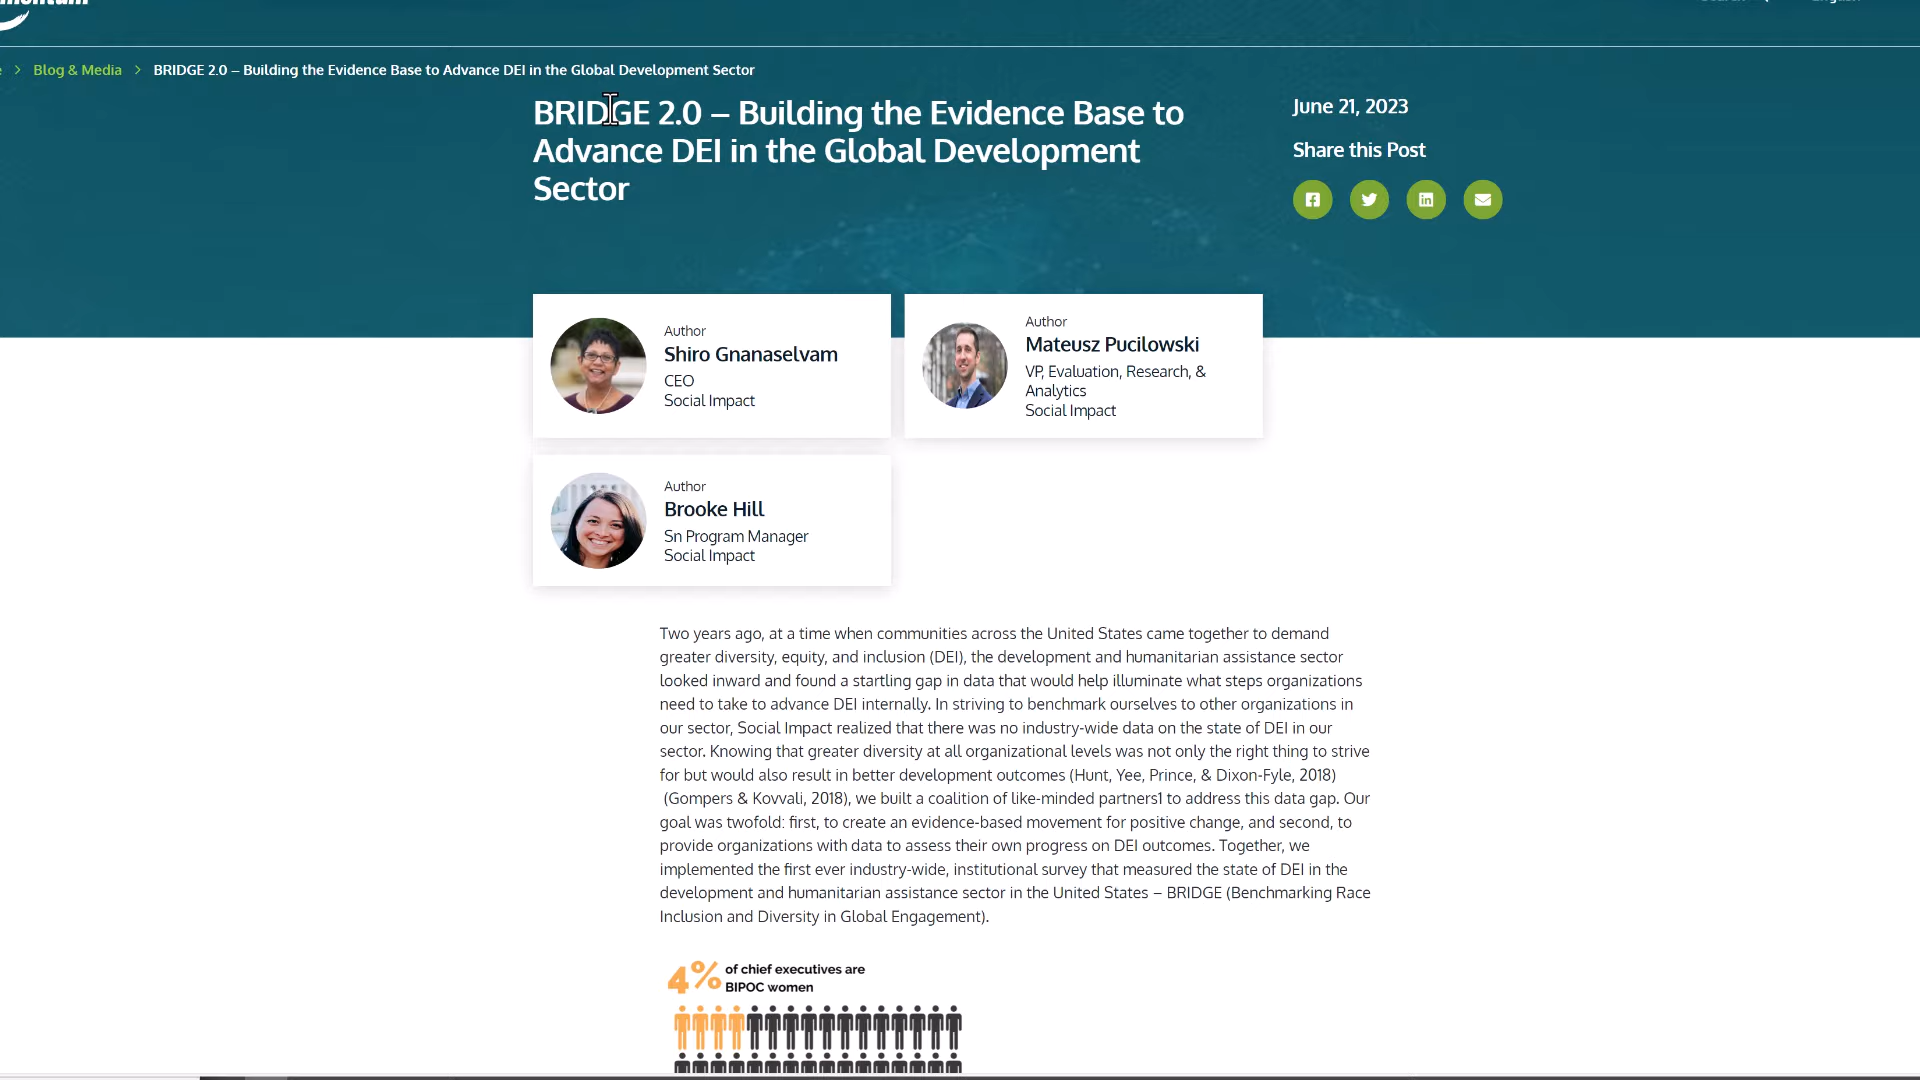 Blog & Media > BRIDGE 2.0 – Building the Evidence Base to Advance DEI in the Global Development Sector
BRIDGE 2.0 – Building the Evidence Base to
Advance DEI in the Global Development
Sector
June 21, 2023
Share this Post
Author
Shiro Gnanaselvam
CEO
Social Impact
Author
Mateusz Pucilowski
VP, Evaluation, Research, &
Analytics
Social Impact
Author
Brooke Hill
Sn Program Manager
Social Impact
Two years ago, at a time when communities across the United States came together to demand
greater diversity, equity, and inclusion (DEI), the development and humanitarian assistance sector
looked inward and found a startling gap in data that would help illuminate what steps organizations
need to take to advance DEI internally. In striving to benchmark ourselves to other organizations in
our sector, Social Impact realized that there was no industry-wide data on the state of DEI in our
sector. Knowing that greater diversity at all organizational levels was not only the right thing to strive
for but would also result in better development outcomes (Hunt, Yee, Prince, & Dixon-Fyle, 2018)
(Gompers & Kovvali, 2018), we built a coalition of like-minded partners1 to address this data gap. Our
goal was twofold: first, to create an evidence-based movement for positive change, and second, to
provide organizations with data to assess their own progress on DEI outcomes. Together, we
implemented the first ever industry-wide, institutional survey that measured the state of DEI in the
development and humanitarian assistance sector in the United States – BRIDGE (Benchmarking Race
Inclusion and Diversity in Global Engagement).
4% of chief executives are
BIPOC women